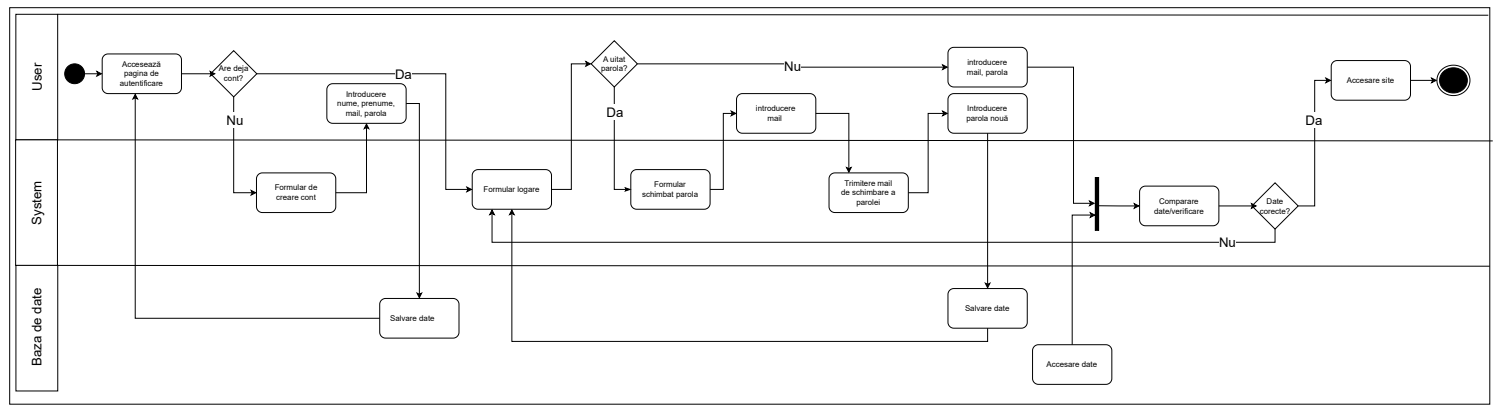 User
Accesează
pagina de
autentificare
Are deja
cont?
Da
Nu
Introducere
nume, prenume,
mail, parola
A uitat
parola?
Nu
Da
introducere
mail
introducere
mail, parola
Introducere
parola nouă
Accesare site
Da
System
Formular de
creare cont
Formular logare
Formular
schimbat parola
Trimitere mail
de schimbare a
parolei
Comparare
date/verificare
Date
corecte?
Nu
Baza de date
Salvare date
Salvare date
Accesare date